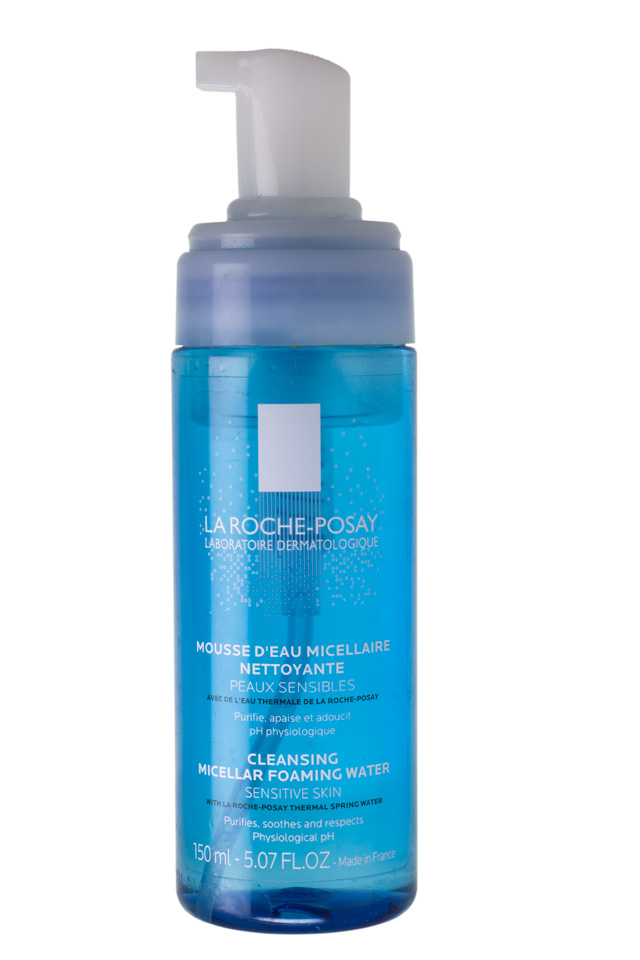 LA ROCHE-POSAY
LABORATOIRE DERMATOLOGIQUE
MOUSSE D'EAU MICELLAIRE
NETTOYANTE
PEAUX SENSIBLES
AVEC DE L'EAU THERMALE DE LA ROCHE-POSAY
Purifie, apaise et adoucit
pH physiologique
CLEANSING
MICELLAR FOAMING WATER
SENSITIVE SKIN
WITH LA ROCHE-POSAY THERMAL SPRING WATER
Purifies, soothes and respects
Physiological pH
150 ml - 5.07 FL.OZ - Made in France